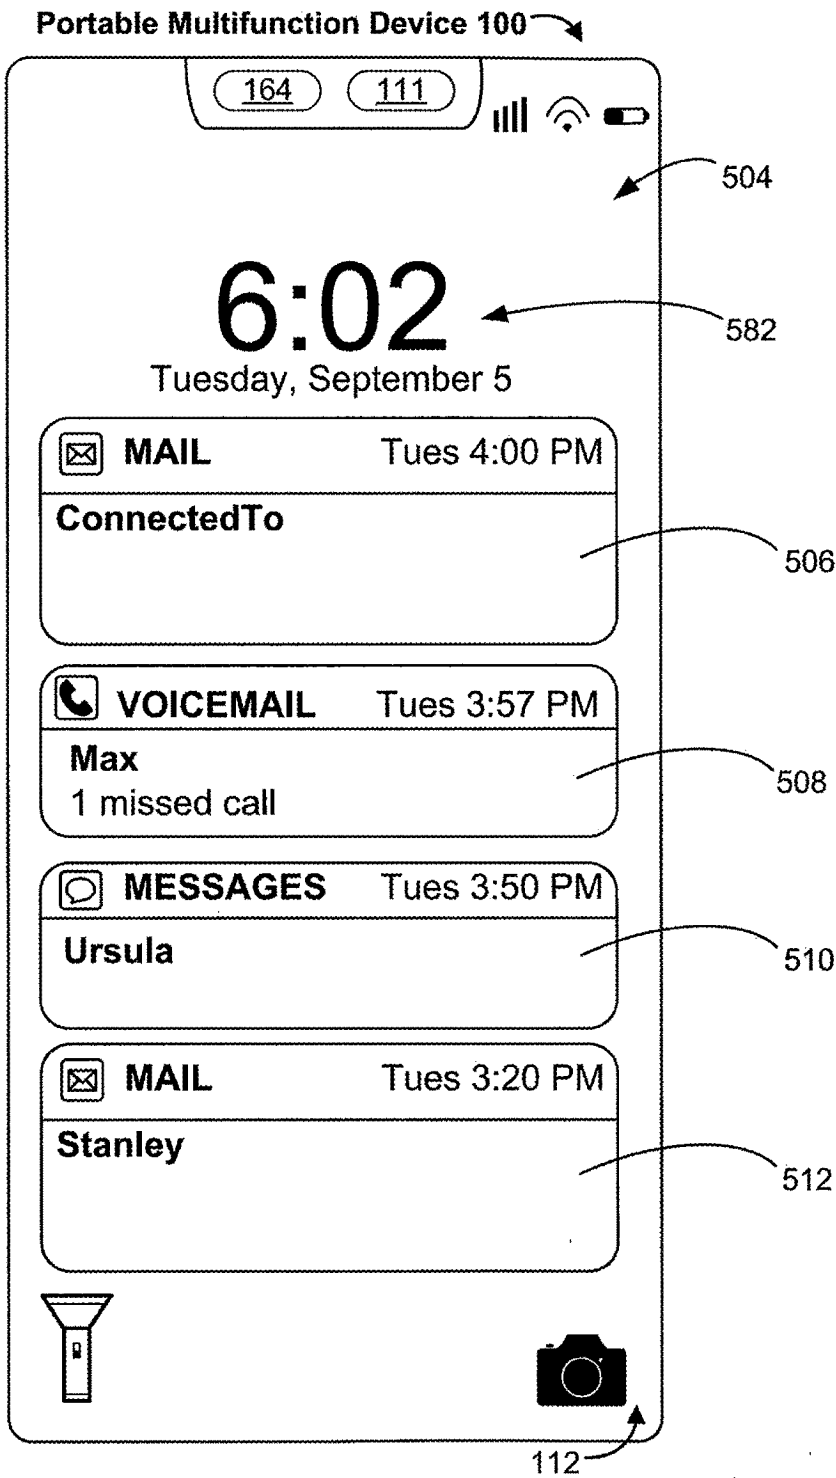 Portable Multifunction Device 100
164 111
504
6:02
582
Tuesday, September 5
MAIL Tues 4:00 PM
ConnectedTo
506
VOICEMAIL Tues 3:57 PM
Max
508
1 missed call
MESSAGES Tues 3:50 PM
Ursula
510
MAIL Tues 3:20 PM
Stanley
512
112